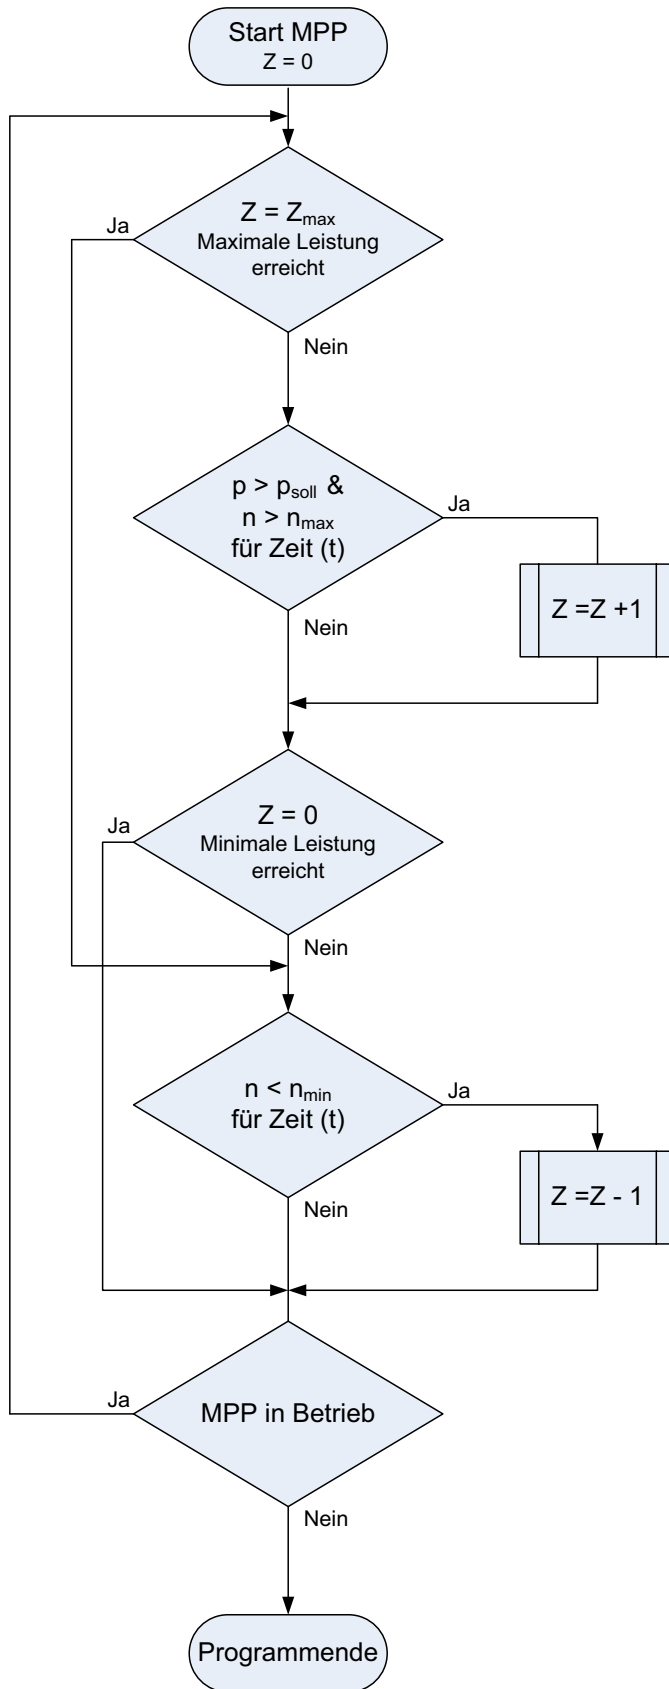 Start MPP
Z = 0
Ja
Z = Zmax
Maximale Leistung
erreicht
Nein
p > psoll &
n > nmax
für Zeit (t)
Ja
Z =Z +1
Nein
Ja
Z = 0
Minimale Leistung
erreicht
Nein
n < nmin
für Zeit (t)
Ja
Z =Z - 1
Nein
Ja
MPP in Betrieb
Nein
Programmende